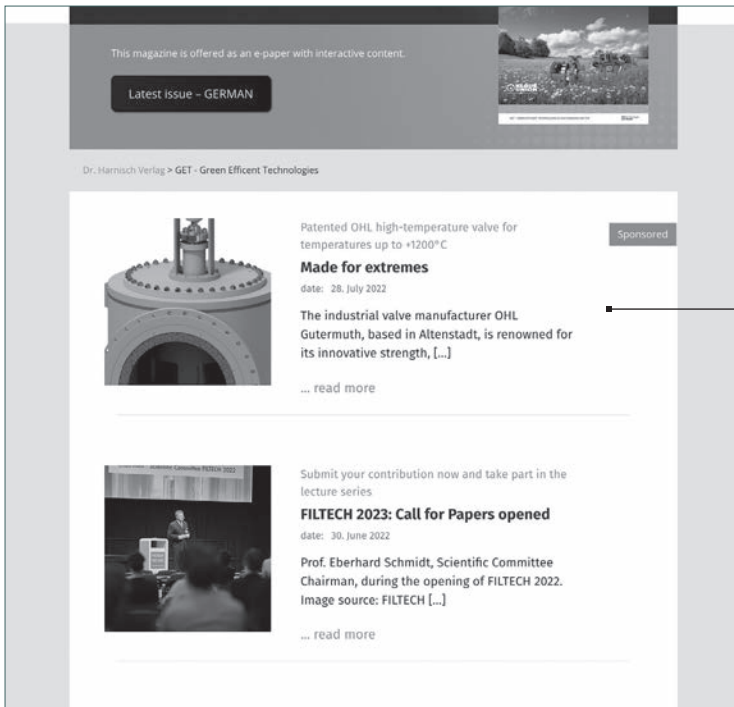 This magazine is offered as an e-paper with interactive content.
Latest issue – GERMAN
Dr. Harnisch Verlag > GET - Green Efficent Technologies
Patented OHL high-temperature valve for
temperatures up to +1200°C
Sponsored
Made for extremes
date: 28. July 2022
The industrial valve manufacturer OHL
Gutermuth, based in Altenstadt, is renowned for
its innovative strength, [...]
... read more
Scientific Committee FILTECH 2022
Submit your contribution now and take part in the
lecture series
FILTECH 2023: Call for Papers opened
date: 30. June 2022
Prof. Eberhard Schmidt, Scientific Committee
Chairman, during the opening of FILTECH 2022.
Image source: FILTECH [...]
... read more